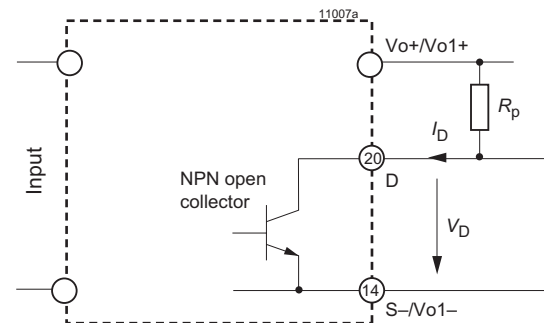 11007a
Vo+/Vo1+
Rp
ID
20
D
Input
NPN open
collector
VD
14
S–/Vo1–